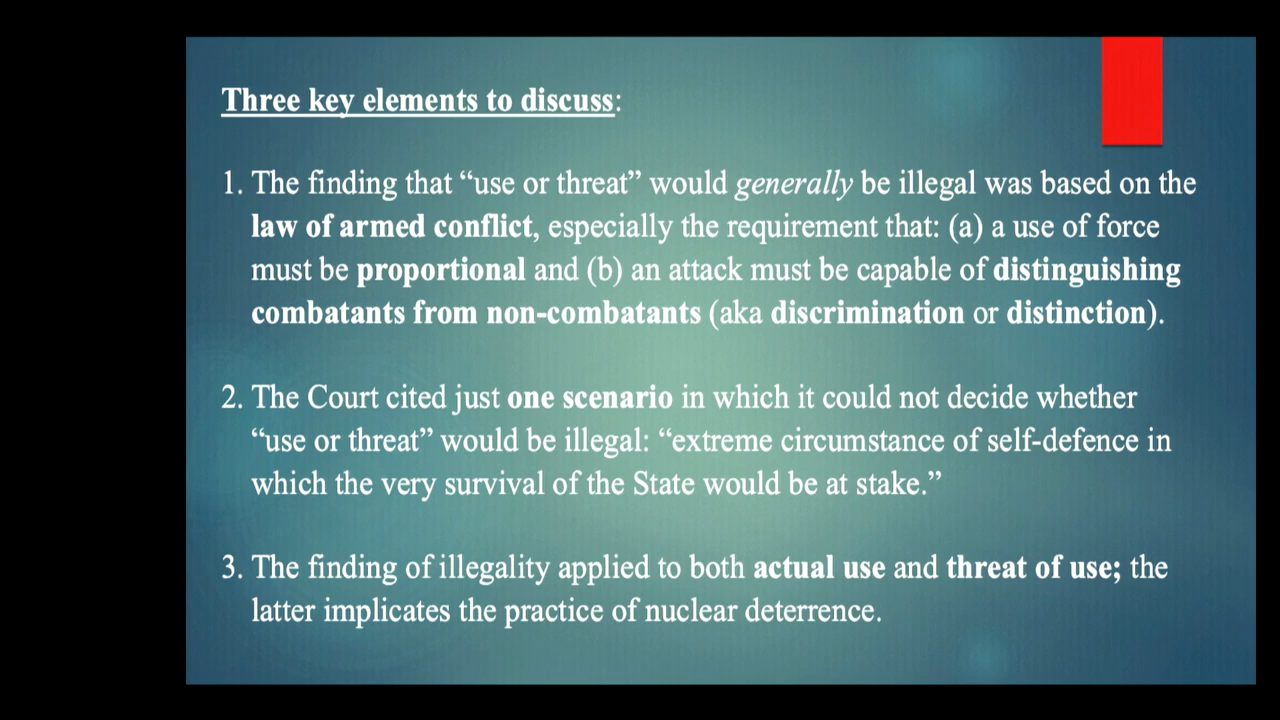 Three key elements to discuss:
1. The finding that “use or threat” would generally be illegal was based on the
law of armed conflict, especially the requirement that: (a) a use of force
must be proportional and (b) an attack must be capable of distinguishing
combatants from non-combatants (aka discrimination or distinction).
2. The Court cited just one scenario in which it could not decide whether
“use or threat” would be illegal: “extreme circumstance of self-defence in
which the very survival of the State would be at stake.”
3. The finding of illegality applied to both actual use and threat of use; the
latter implicates the practice of nuclear deterrence.